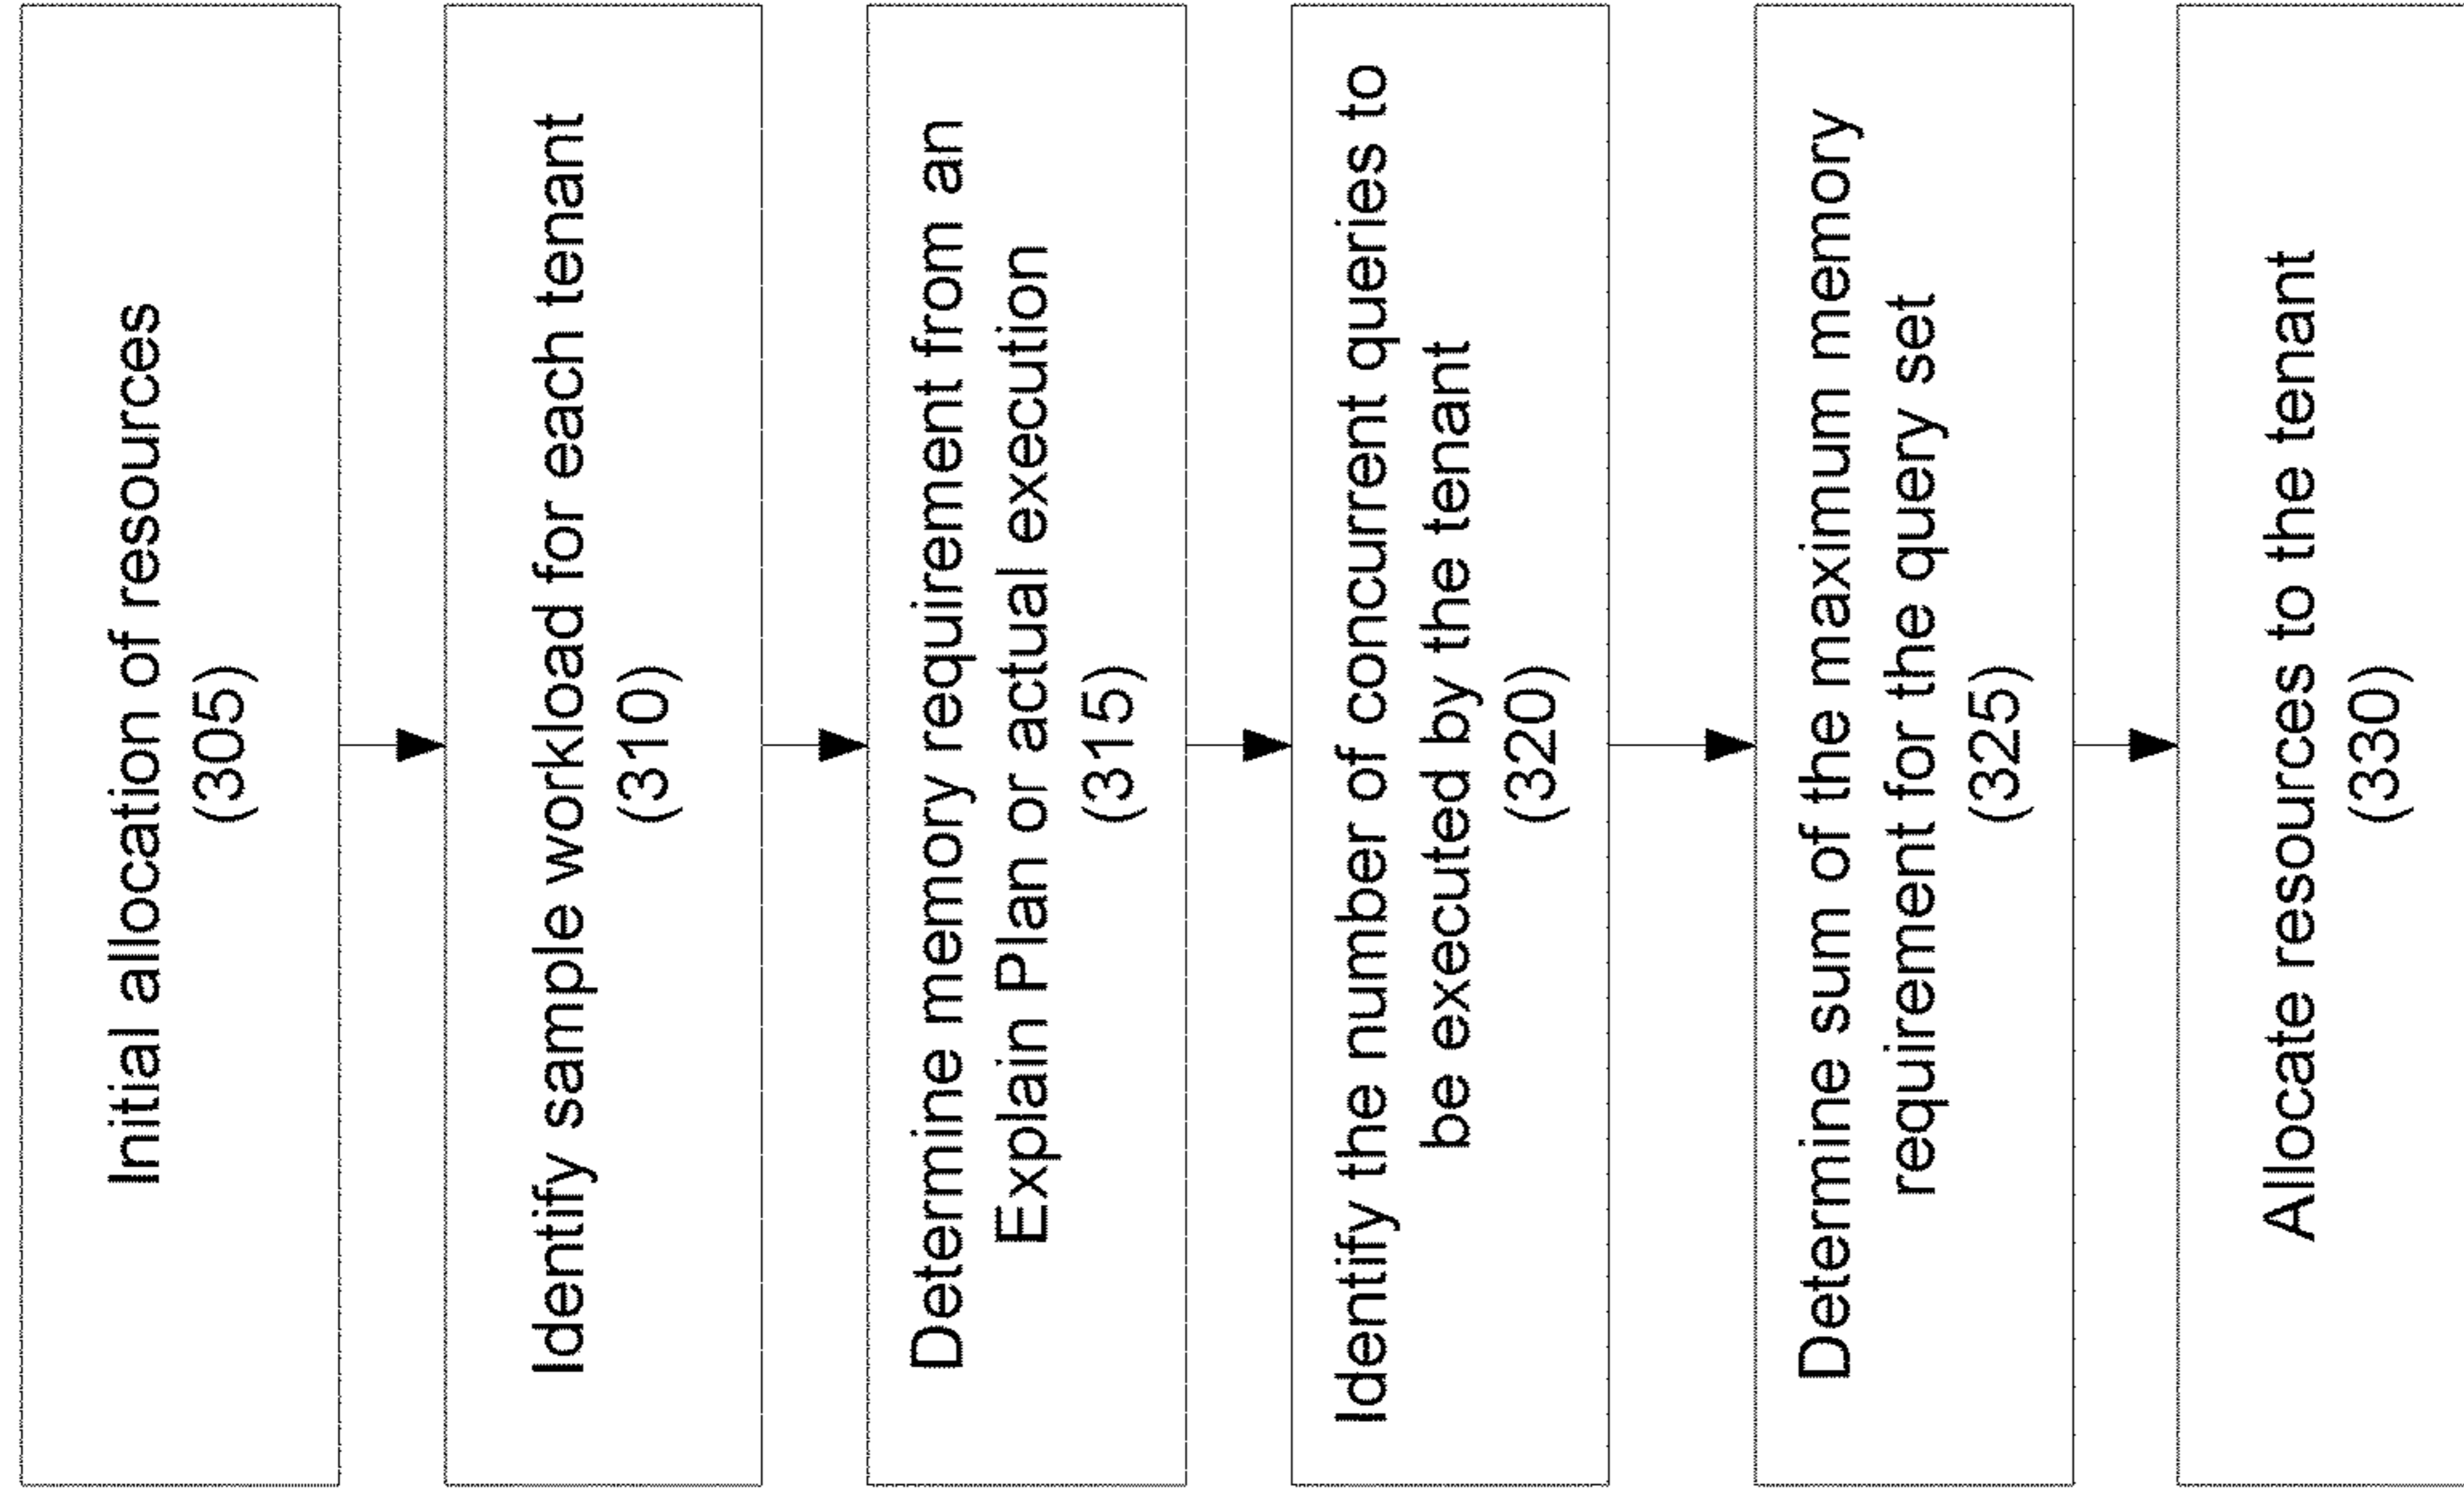 Initial allocation of resources
(305)
Identify sample workload for each tenant
(310)
Determine memory requirement from an
Explain Plan or actual execution
(315)
Identify the number of concurrent queries to
be executed by the tenant
(320)
Determine sum of the maximum memory
requirement for the query set
(325)
Allocate resources to the tenant
(330)